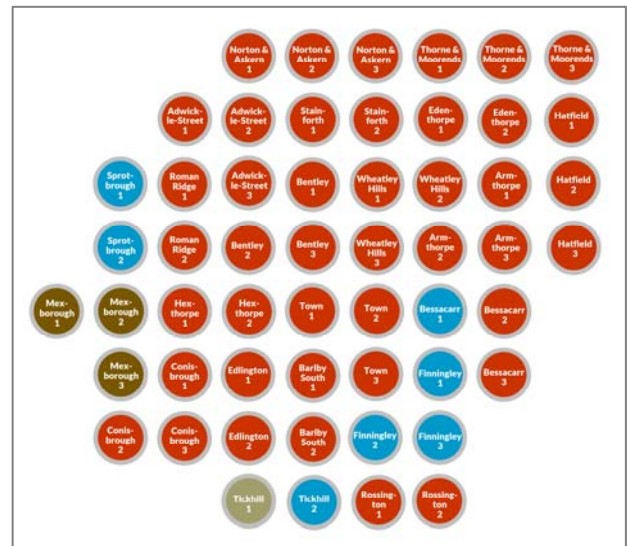 Norton &
Askern
1
Norton &
Askern
2
Norton &
Askern
3
Thorne &
Moorends
1
Thorne &
Moorends
2
Thorne &
Moorends
3
Adwick-
le-Street
1
Adwick-
le-Street
2
Stain-
forth
1
Stain-
forth
2
Eden-
thorpe
1
Eden-
thorpe
2
Hatfield
1
Sprot-
brough
1
Roman
Ridge
1
Adwick-
le-Street
3
Bentley
1
Wheatley
Hills
1
Wheatley
Hills
2
Arm-
thorpe
1
Hatfield
2
Sprot-
brough
2
Roman
Ridge
2
Bentley
2
Bentley
3
Wheatley
Hills
3
Arm-
thorpe
2
Arm-
thorpe
3
Hatfield
3
Mex-
borough
1
Mex-
borough
2
Hex-
thorpe
1
Hex-
thorpe
2
Town
1
Town
2
Bessacarr
1
Bessacarr
2
Mex-
borough
3
Conis-
brough
1
Edlington
1
Barlby
South
1
Town
3
Finningley
1
Bessacarr
3
Conis-
brough
2
Conis-
brough
3
Edlington
2
Barlby
South
2
Finningley
2
Finningley
3
Tickhill
1
Tickhill
2
Rossing-
ton
1
Rossing-
ton
2